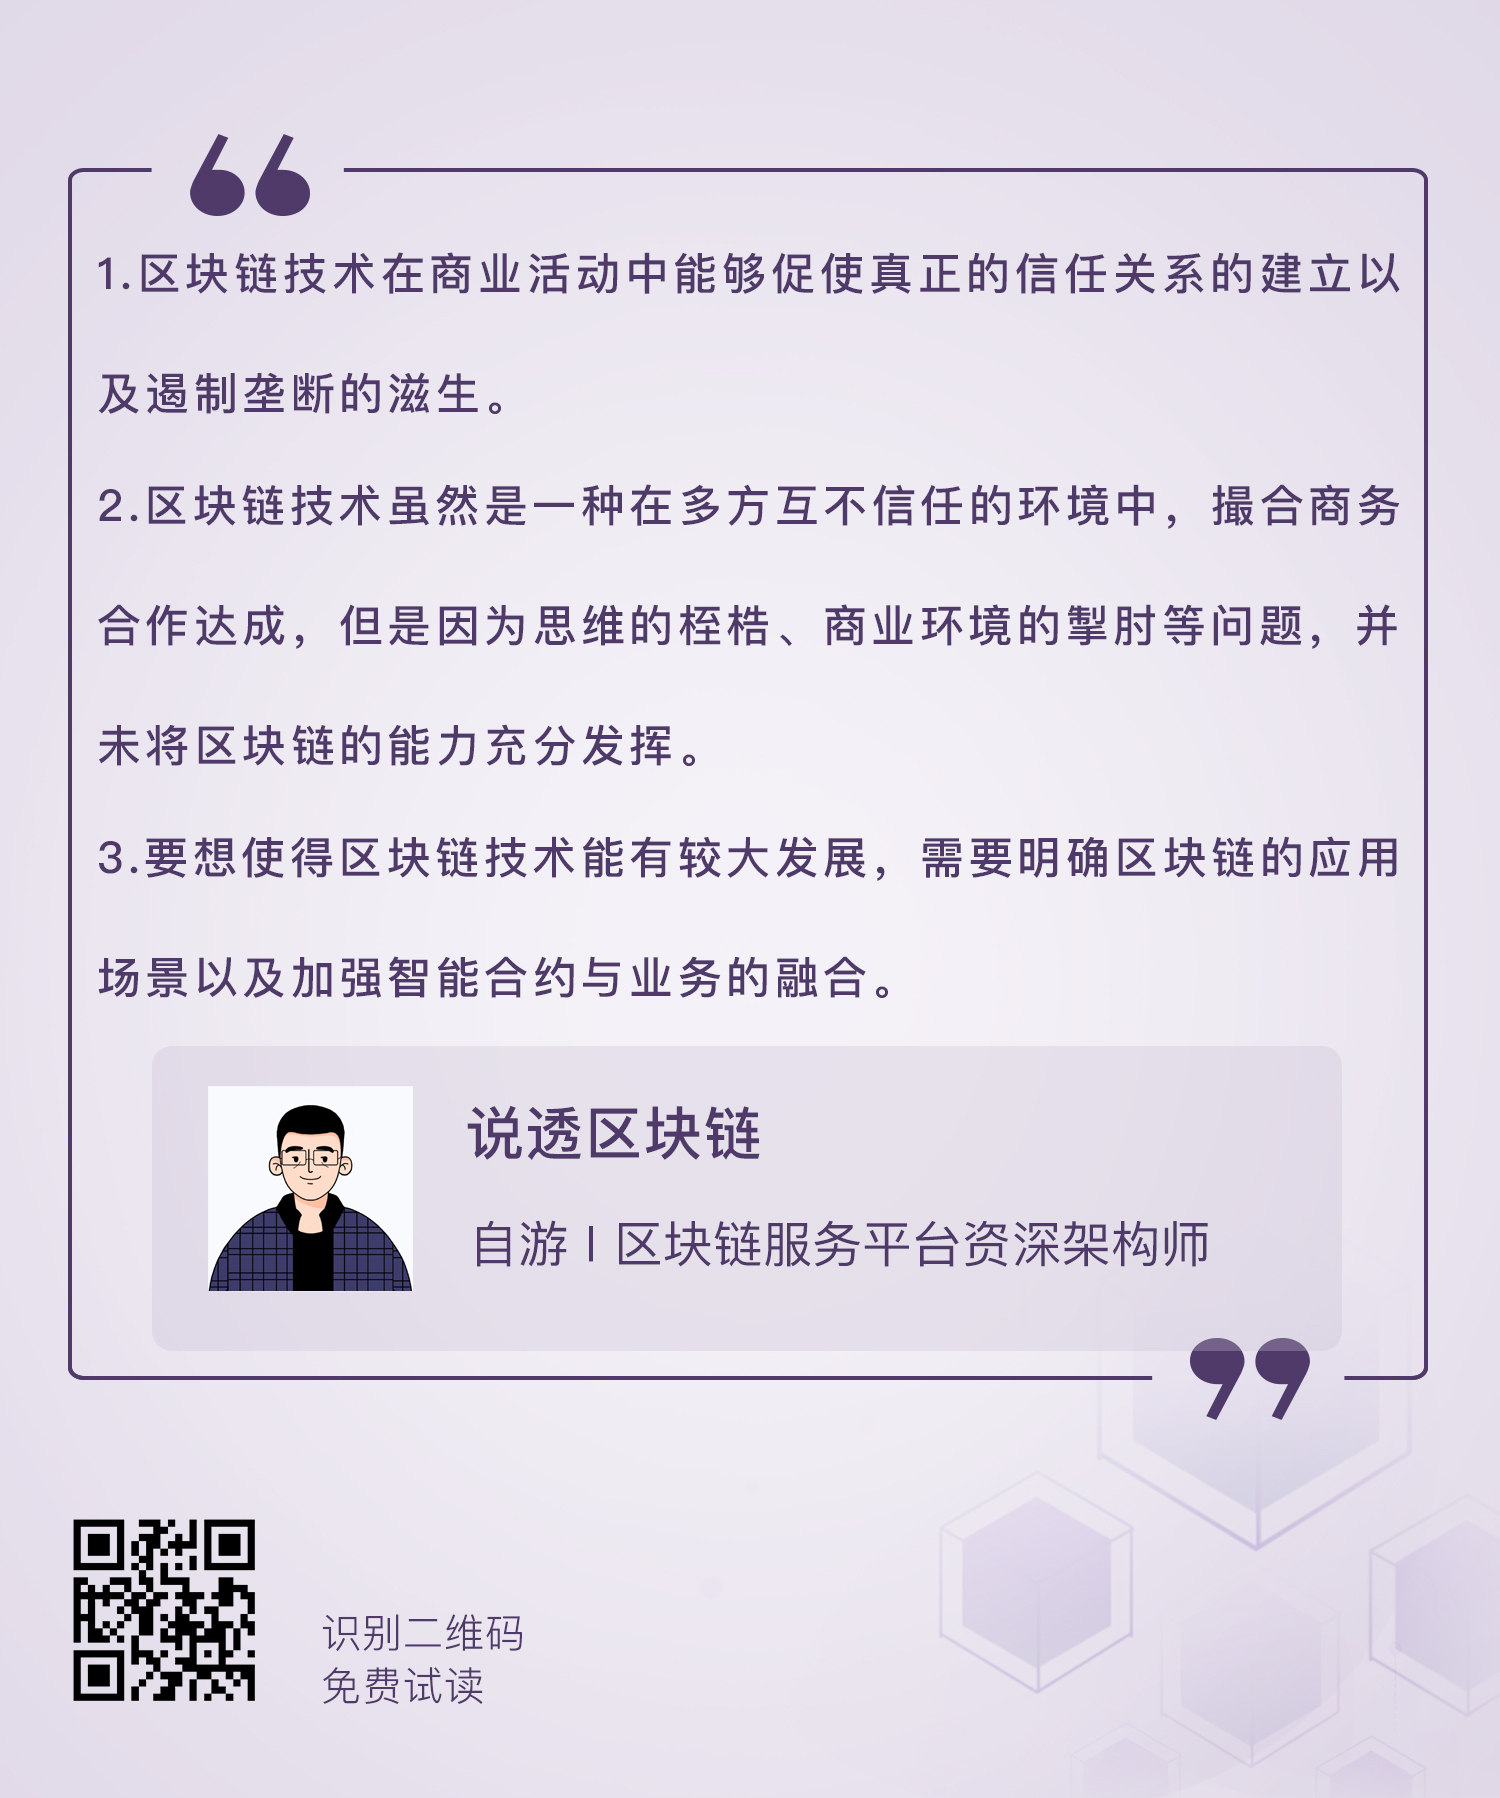 1.区块链技术在商业活动中能够促使真正的信任关系的建立以
及遏制垄断的滋生。
2.区块链技术虽然是一种在多方互不信任的环境中，撮合商务
合作达成，但是因为思维的桎梏、商业环境的掣肘等问题，并
未将区块链的能力充分发挥。
3.要想使得区块链技术能有较大发展，需要明确区块链的应用
场景以及加强智能合约与业务的融合。
说透区块链
自游 | 区块链服务平台资深架构师
识别二维码
免费试读